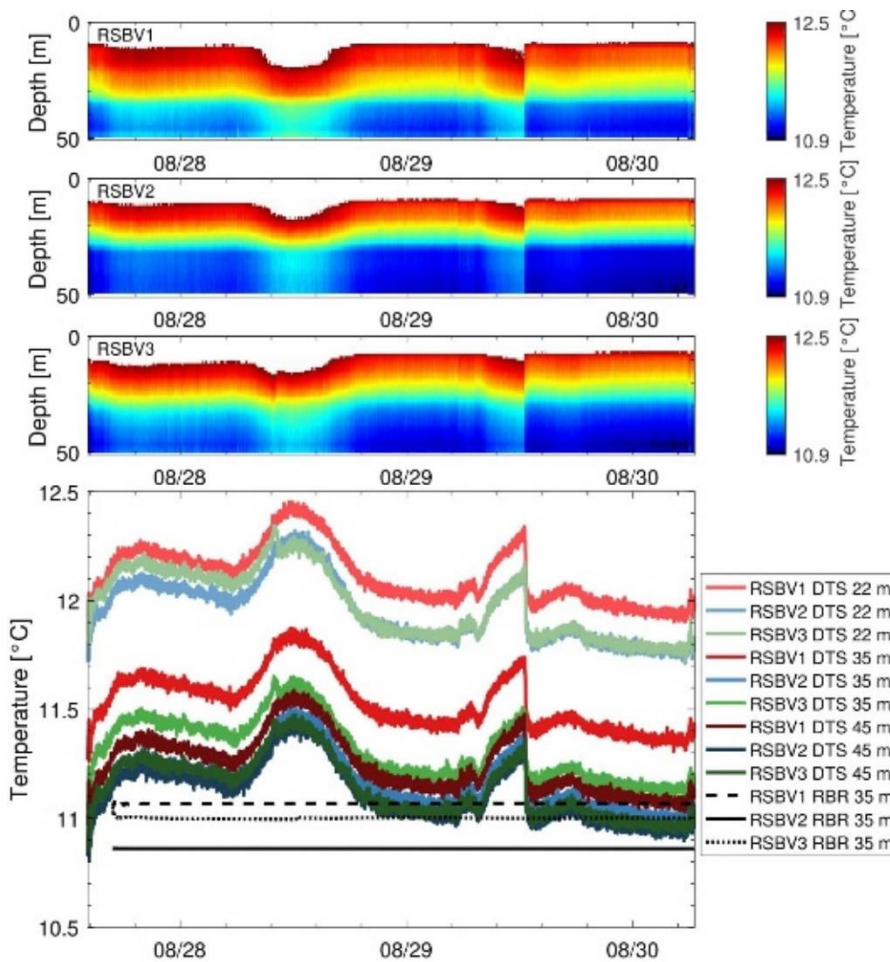 0
RSBV1
Depth [m]
50
08/28
08/29
08/30
12.5
10.9
Temperature [°C]
0
RSBV2
Depth [m]
50
08/28
08/29
08/30
12.5
10.9
Temperature [°C]
0
RSBV3
Depth [m]
50
08/28
08/29
08/30
12.5
10.9
Temperature [°C]
12.5
12
11.5
11
10.5
Temperature [°C]
08/28
08/29
08/30
RSBV1 DTS 22 m
RSBV2 DTS 22 m
RSBV3 DTS 22 m
RSBV1 DTS 35 m
RSBV2 DTS 35 m
RSBV3 DTS 35 m
RSBV1 DTS 45 m
RSBV2 DTS 45 m
RSBV3 DTS 45 m
RSBV1 RBR 35 m
RSBV2 RBR 35 m
RSBV3 RBR 35 m